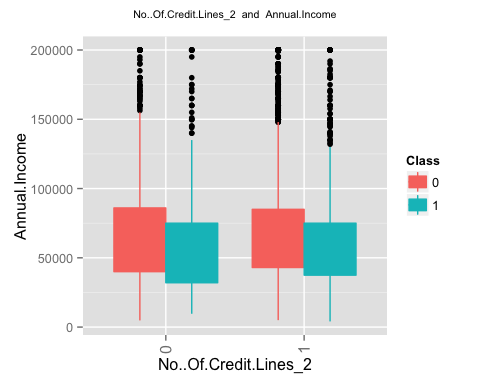 No..Of.Credit.Lines_2 and Annual.Income
200000
150000
100000
50000
0
Annual.Income
0
1
No..Of.Credit.Lines_2
Class
0
1